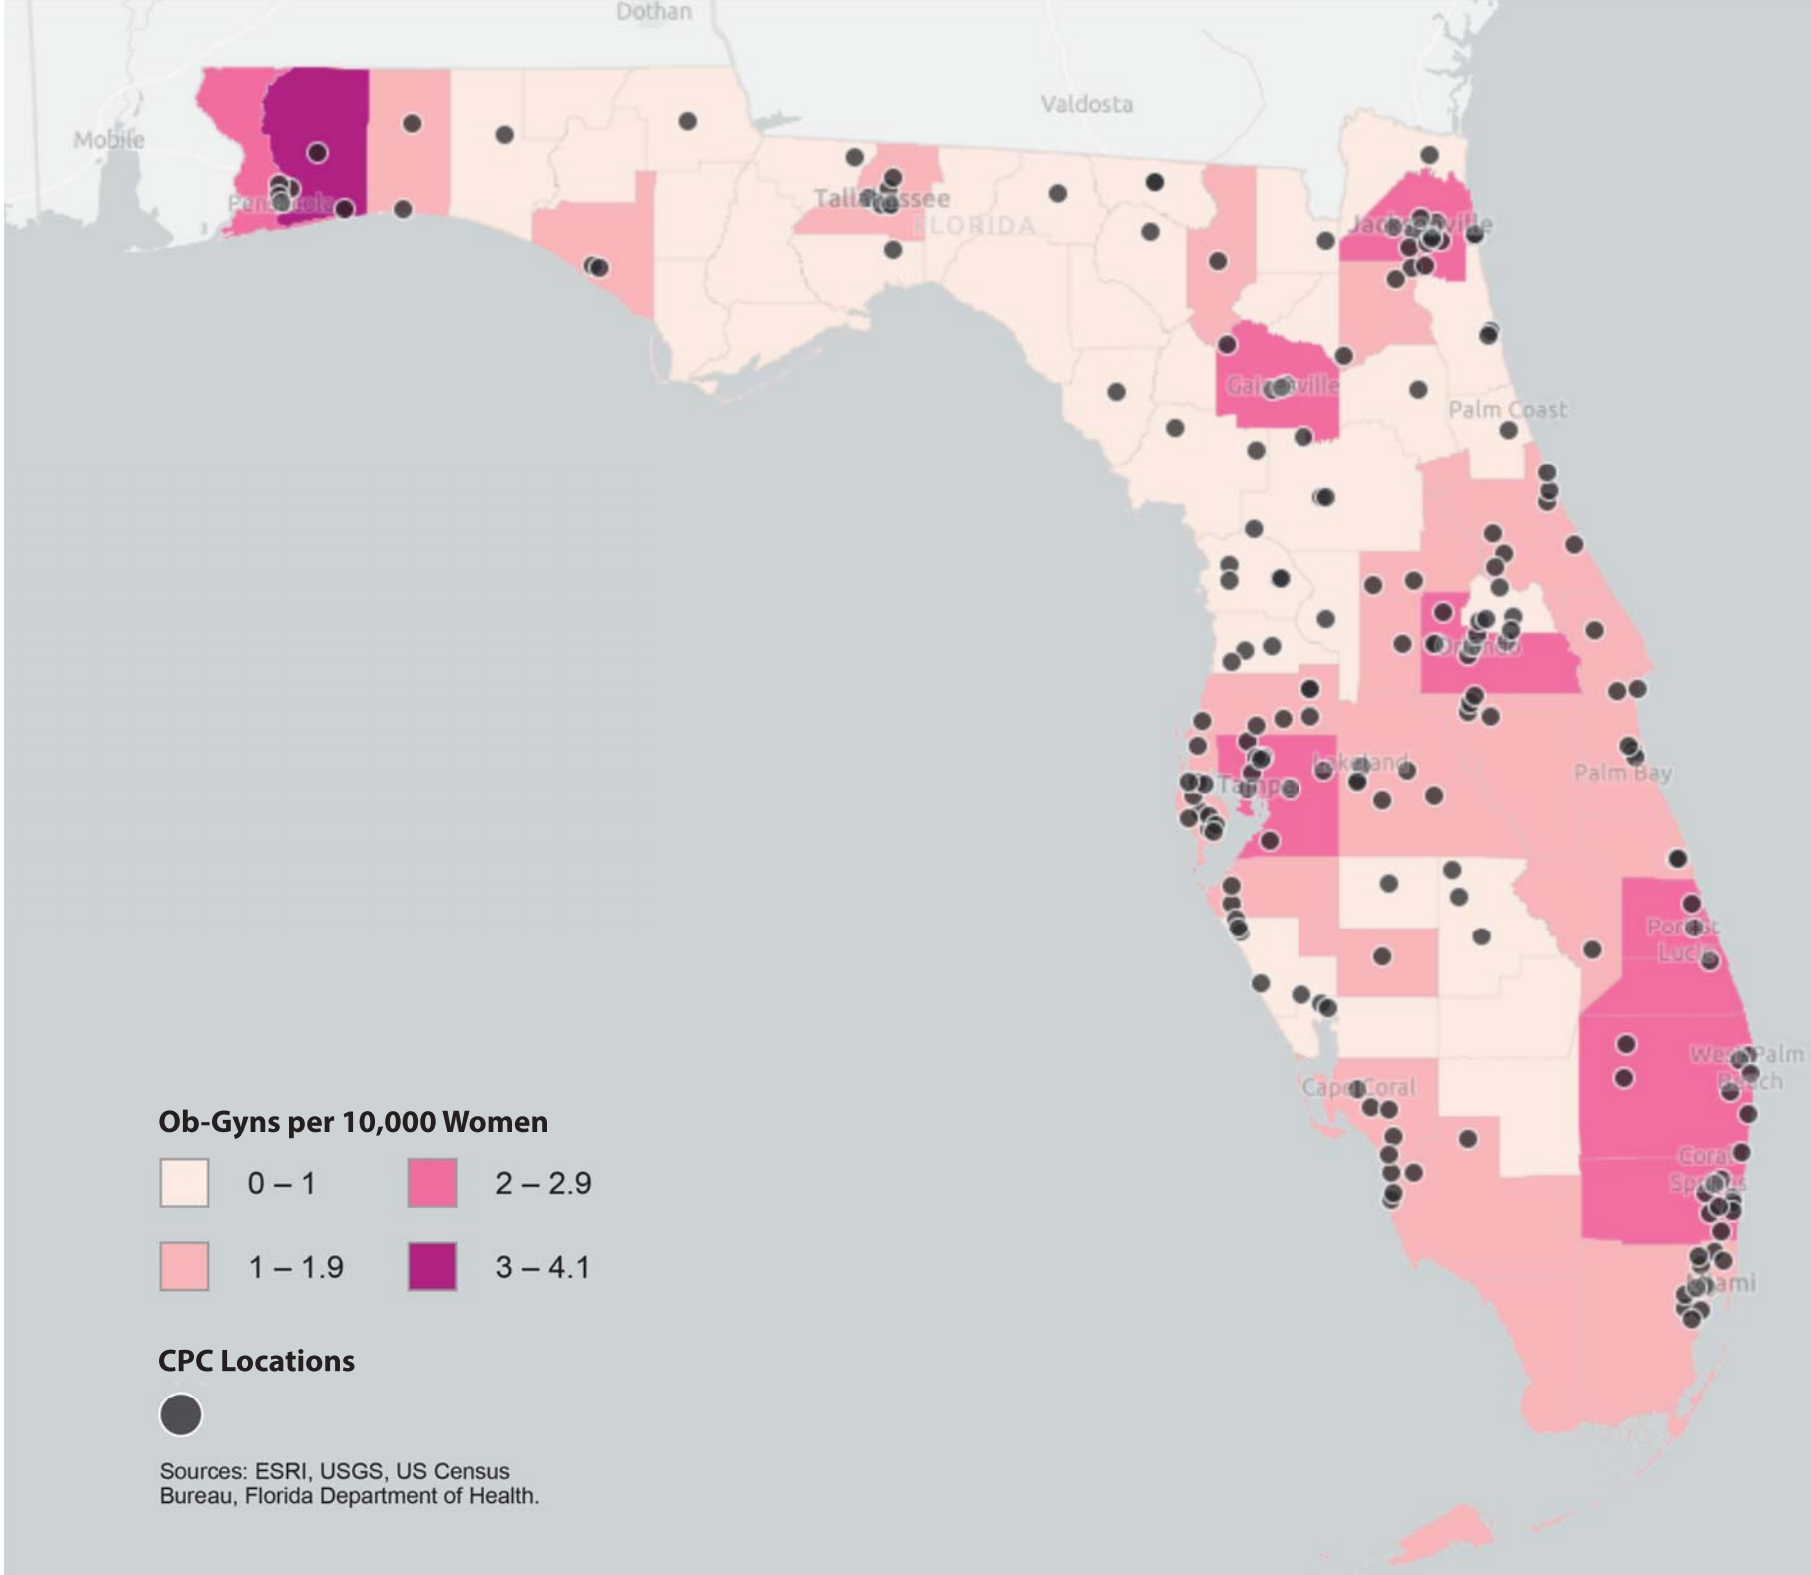 Dothan
Valdosta
Mobile
Pensacola
Tallahassee
FLORIDA
Jacksonville
Gainesville
Palm Coast
Orlando
Lakeland
Tampa
Palm Bay
Port St
Lucie
West Palm
Beach
Cape Coral
Coral
Springs
Miami
Ob-Gyns per 10,000 Women
0 – 1
2 – 2.9
1 – 1.9
3 – 4.1
CPC Locations
Sources: ESRI, USGS, US Census
Bureau, Florida Department of Health.